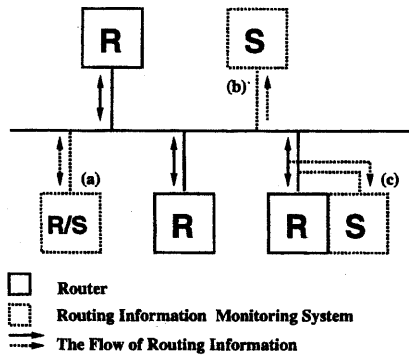 R
S
(b)
(a)
(c)
R/S
R
R
S
Router
Routing Information Monitoring System
The Flow of Routing Information